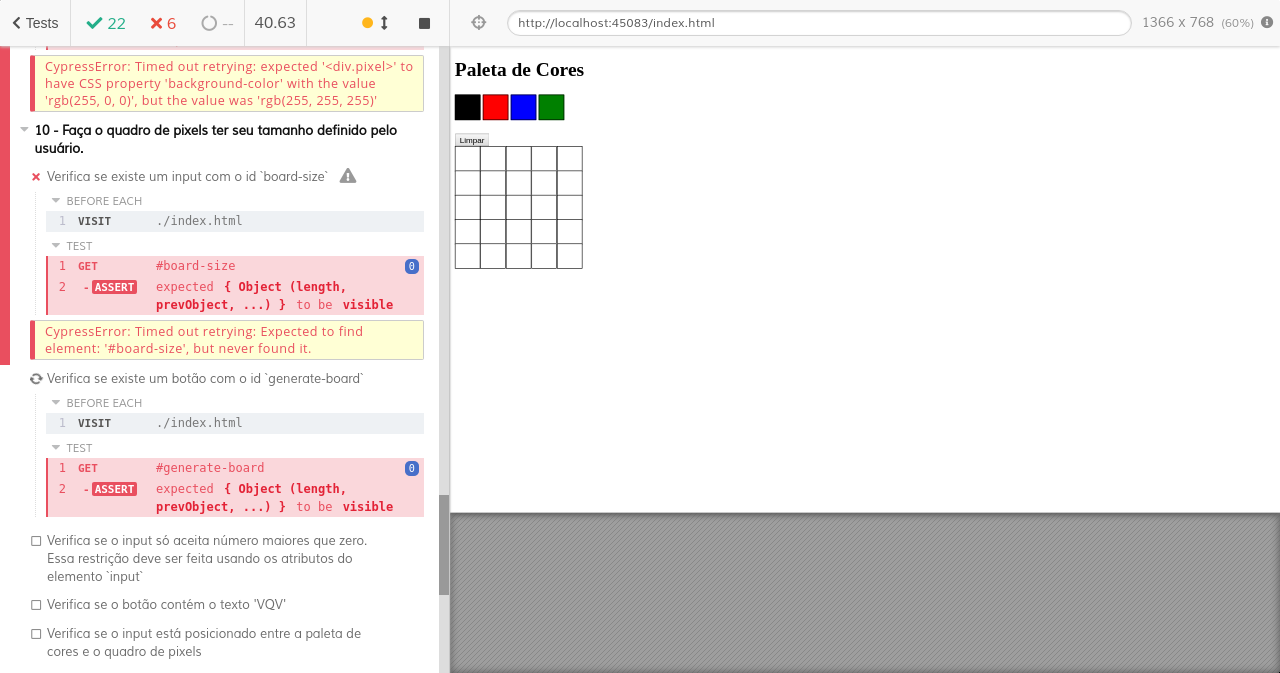 Tests
22
6
--
40.63
http://localhost:45083/index.html
1366 x 768 (60%)
CypressError: Timed out retrying: expected '<div.pixel>' to
have CSS property 'background-color' with the value
'rgb(255, 0, 0)', but the value was 'rgb(255, 255, 255)'
10 - Faça o quadro de pixels ter seu tamanho definido pelo
usuário.
Verifica se existe um input com o id `board-size`
BEFORE EACH
1 VISIT ./index.html
TEST
1 GET #board-size 0
2 -ASSERT expected { Object (length,
prevObject, ...) } to be visible
CypressError: Timed out retrying: Expected to find
element: '#board-size', but never found it.
Verifica se existe um botão com o id `generate-board`
BEFORE EACH
1 VISIT ./index.html
TEST
1 GET #generate-board 0
2 -ASSERT expected { Object (length,
prevObject, ...) } to be visible
Verifica se o input só aceita número maiores que zero.
Essa restrição deve ser feita usando os atributos do
elemento `input`
Verifica se o botão contém o texto 'VQV'
Verifica se o input está posicionado entre a paleta de
cores e o quadro de pixels
Paleta de Cores
Limpar